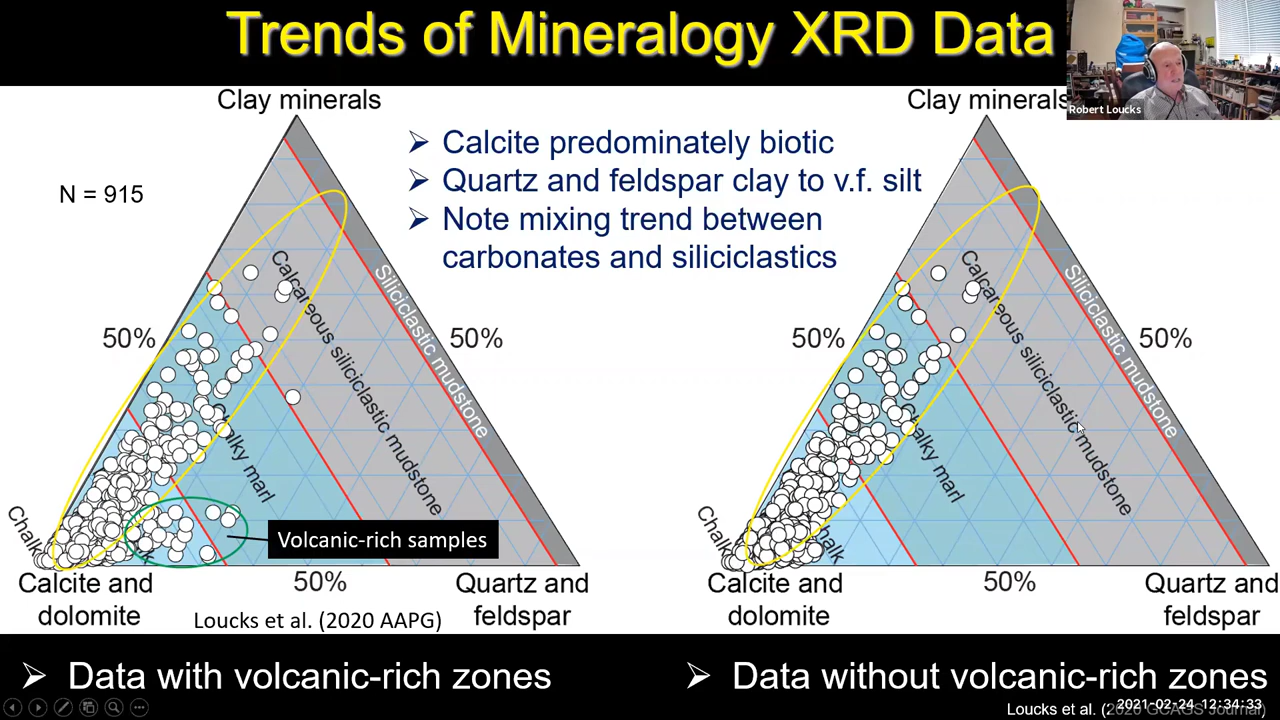 Trends of Mineralogy XRD Data
Robert Loucks
Clay minerals
N = 915
50%
50%
Calcareous siliciclastic mudstone
Siliciclastic mudstone
Chalky marl
Chalk
Calcite and
dolomite
50%
Quartz and
feldspar
Volcanic-rich samples
Loucks et al. (2020 AAPG)
➢ Calcite predominately biotic
➢ Quartz and feldspar clay to v.f. silt
➢ Note mixing trend between
carbonates and siliciclastics
Clay minerals
50%
50%
Calcareous siliciclastic mudstone
Siliciclastic mudstone
Chalky marl
Chalk
chalk
Calcite and
dolomite
50%
Quartz and
feldspar
➢ Data with volcanic-rich zones
➢ Data without volcanic-rich zones
Loucks et al. (2020 GCAGS Journal)
2021-02-24 12:34:33